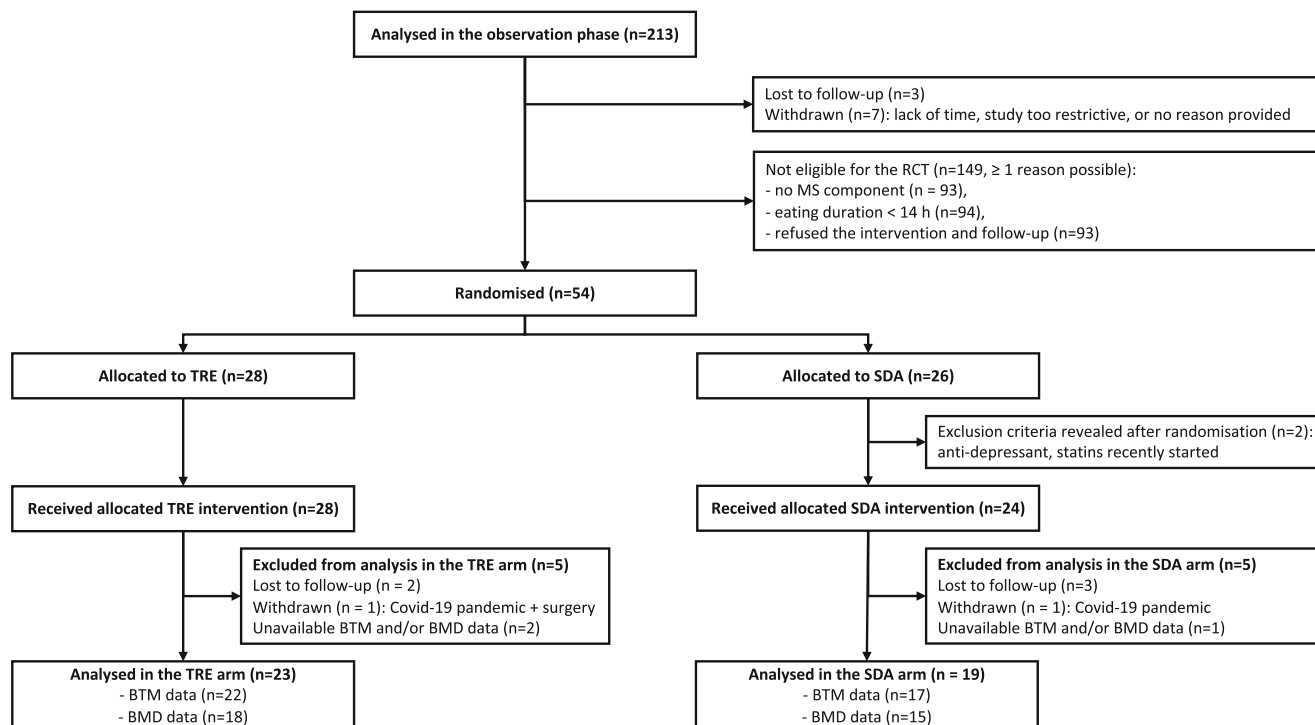 Analysed in the observation phase (n=213)
Lost to follow-up (n=3)
Withdrawn (n=7): lack of time, study too restrictive, or no reason provided
Not eligible for the RCT (n=149, ≥ 1 reason possible):
- no MS component (n = 93),
- eating duration < 14 h (n=94),
- refused the intervention and follow-up (n=93)
Randomised (n=54)
Allocated to TRE (n=28)
Allocated to SDA (n=26)
Exclusion criteria revealed after randomisation (n=2):
anti-depressant, statins recently started
Received allocated TRE intervention (n=28)
Received allocated SDA intervention (n=24)
Excluded from analysis in the TRE arm (n=5)
Lost to follow-up (n = 2)
Withdrawn (n = 1): Covid-19 pandemic + surgery
Unavailable BTM and/or BMD data (n=2)
Excluded from analysis in the SDA arm (n=5)
Lost to follow-up (n=3)
Withdrawn (n = 1): Covid-19 pandemic
Unavailable BTM and/or BMD data (n=1)
Analysed in the TRE arm (n=23)
- BTM data (n=22)
- BMD data (n=18)
Analysed in the SDA arm (n = 19)
- BTM data (n=17)
- BMD data (n=15)